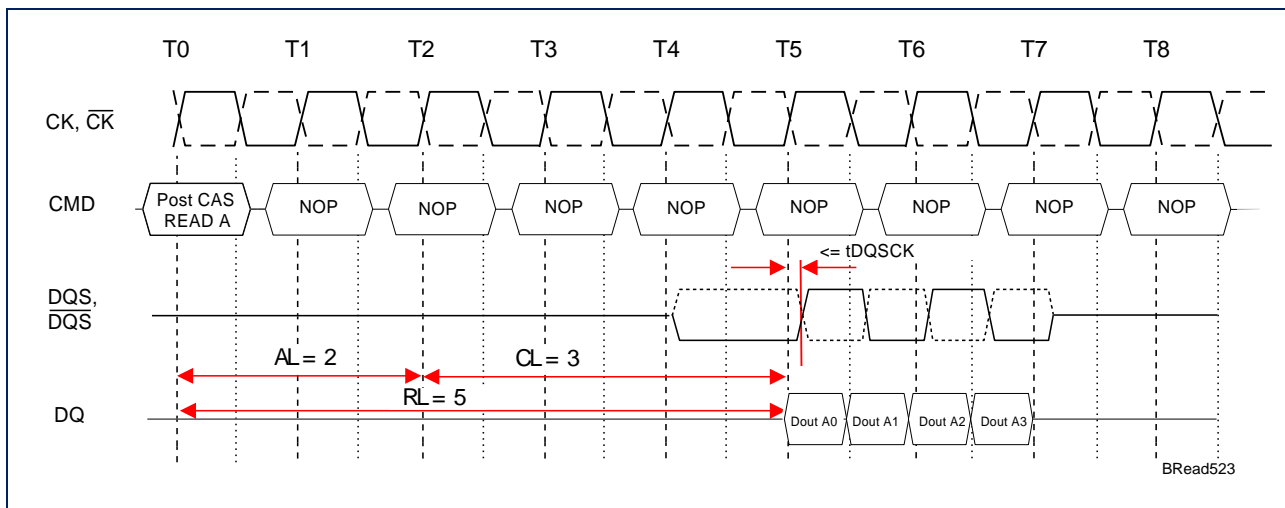 T0 T1 T2 T3 T4 T5 T6 T7 T8
CK, C̅K̅
CMD
Post CAS
READ A
NOP NOP NOP NOP NOP NOP NOP NOP
<= tDQSCK
DQS,
D̅Q̅S̅
AL = 2 CL = 3
RL = 5
DQ
Dout A0 Dout A1 Dout A2 Dout A3
BRead523